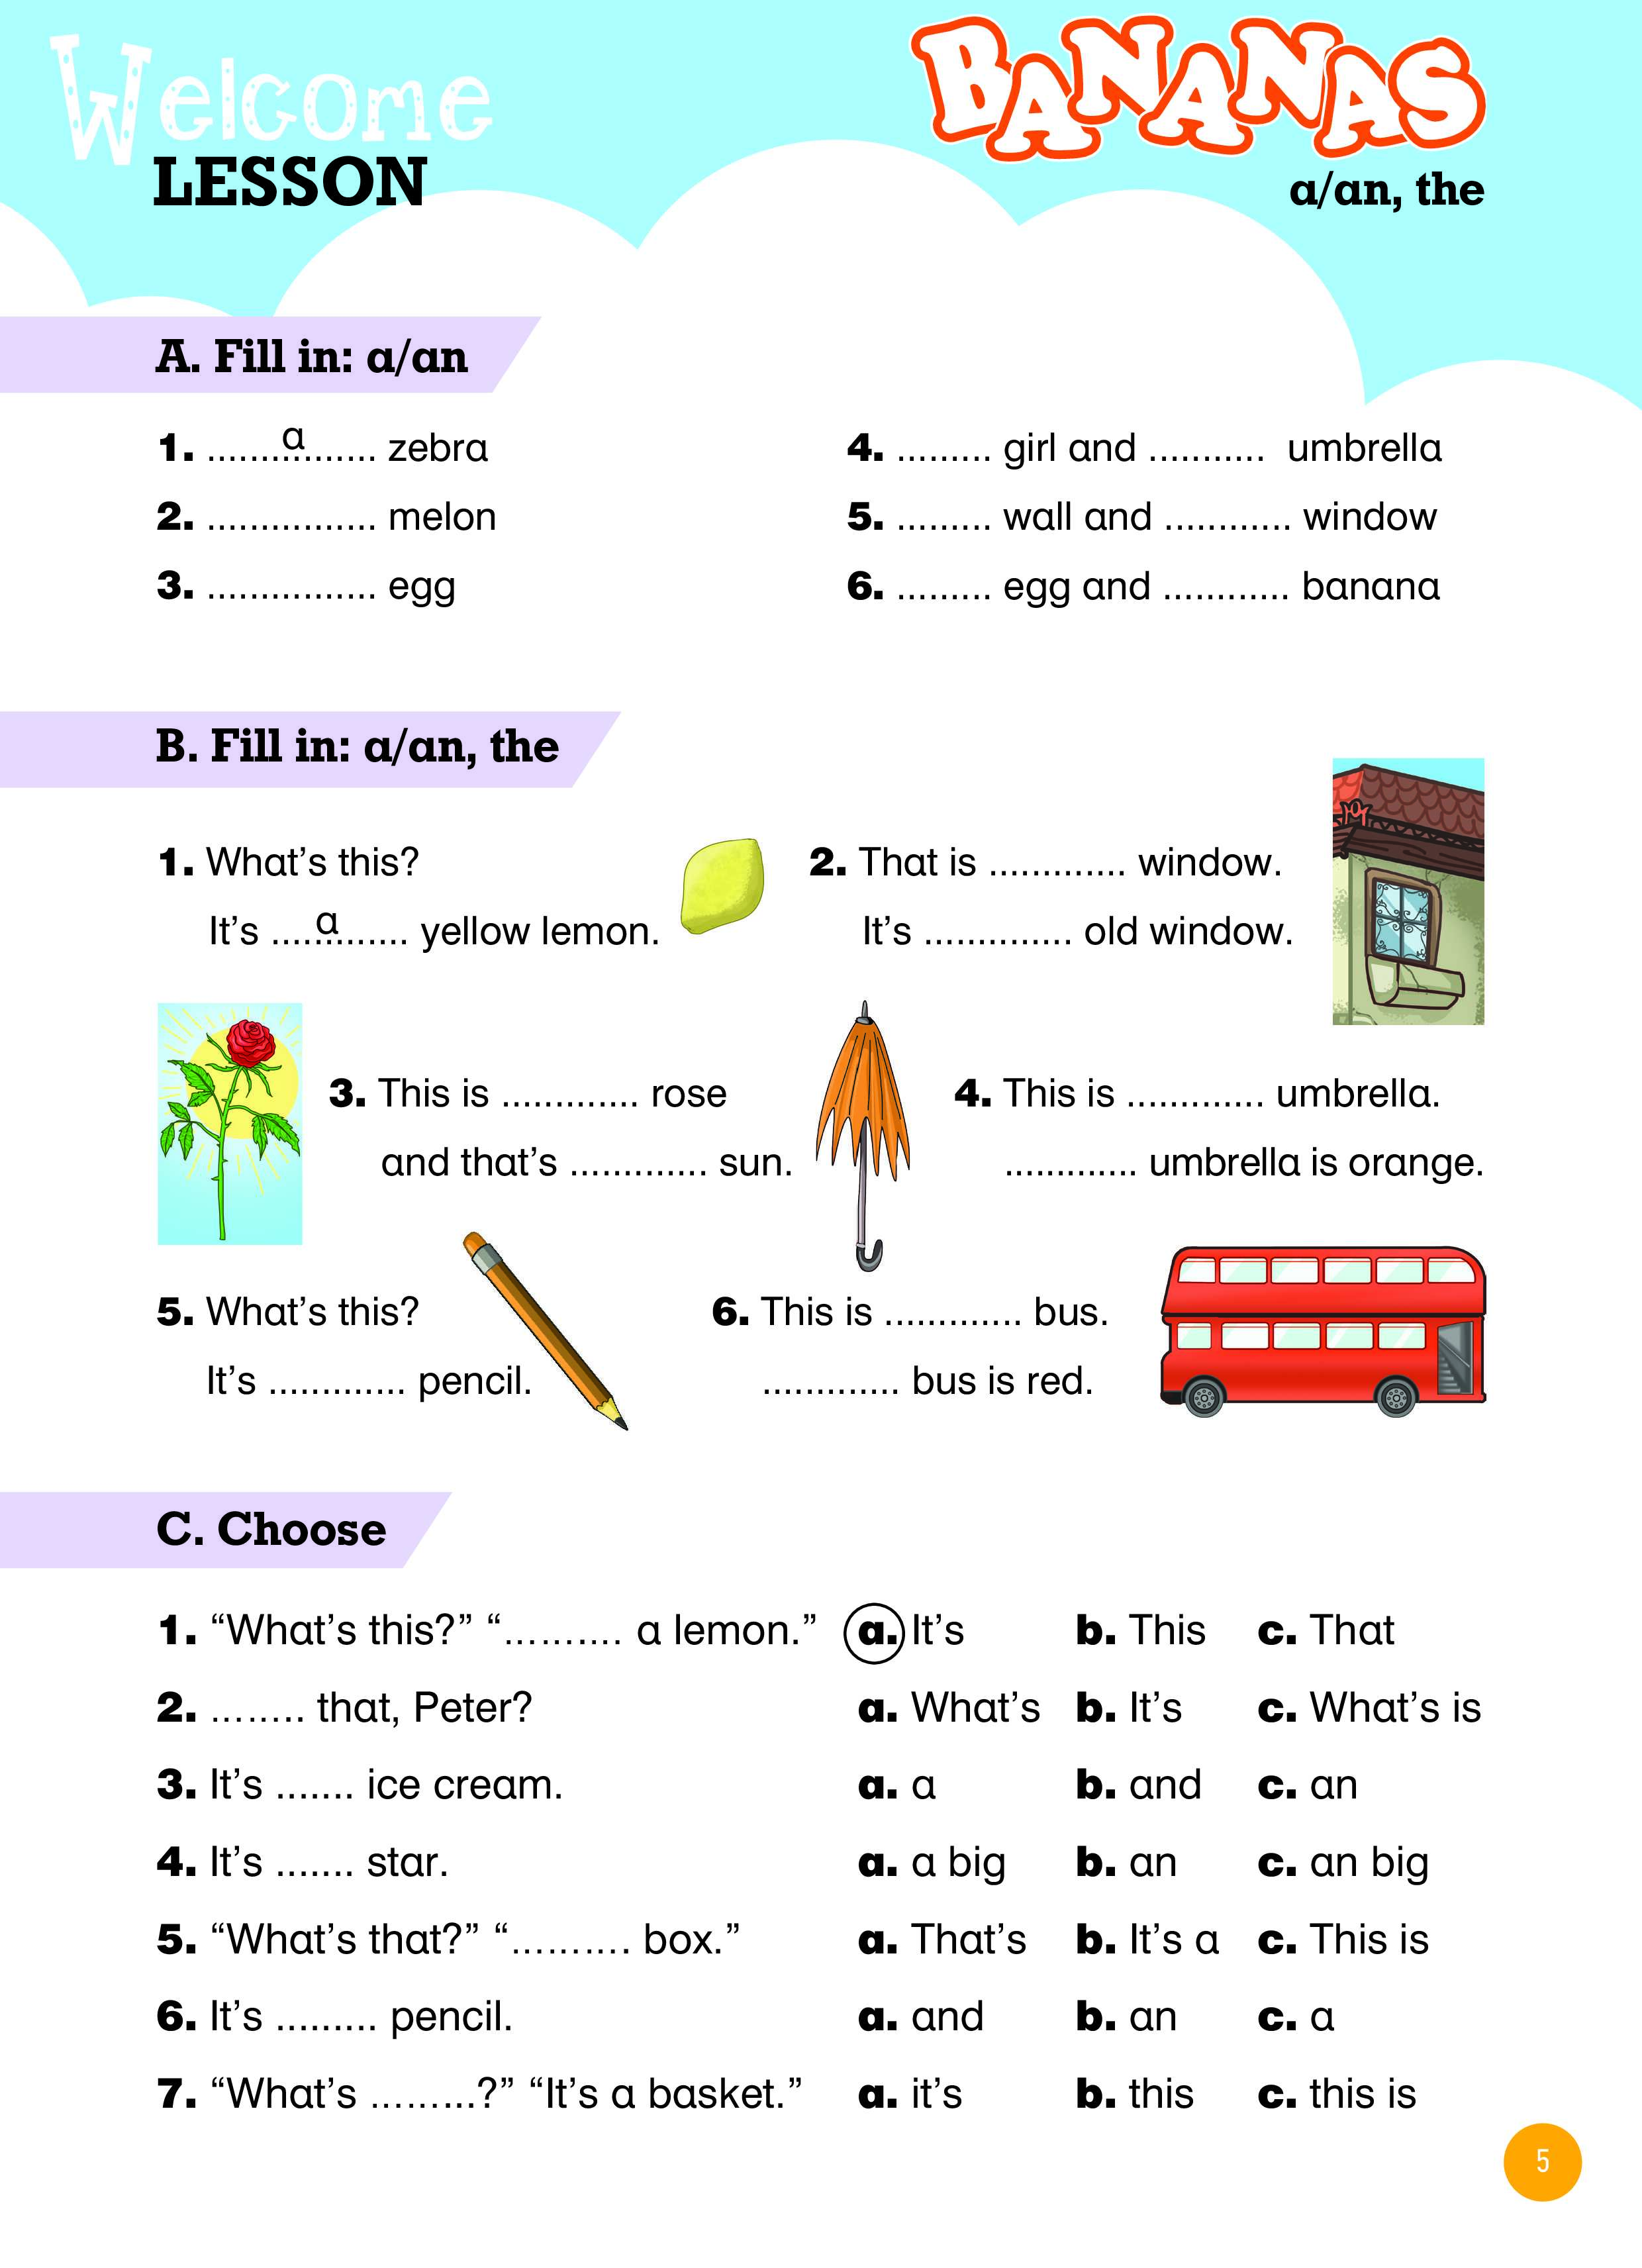 Welcome
LESSON
BANANAS
a/an, the
A. Fill in: a/an
1. ......a......... zebra
2. ................ melon
3. ................ egg
4. ......... girl and ........... umbrella
5. ......... wall and ............ window
6. ......... egg and ............ banana
B. Fill in: a/an, the
1. What’s this?
It’s ....a........ yellow lemon.
2. That is ............. window.
It’s .............. old window.
3. This is ............. rose
and that’s ............. sun.
4. This is ............. umbrella.
............. umbrella is orange.
5. What’s this?
It’s ............. pencil.
6. This is ............. bus.
............. bus is red.
C. Choose
1. “What’s this?” “.......... a lemon.” a. It’s b. This c. That
2. ........ that, Peter? a. What’s b. It’s c. What’s is
3. It’s ....... ice cream. a. a b. and c. an
4. It’s ....... star. a. a big b. an c. an big
5. “What’s that?” “.......... box.” a. That’s b. It’s a c. This is
6. It’s ......... pencil. a. and b. an c. a
7. “What’s .........?” “It’s a basket.” a. it’s b. this c. this is
5